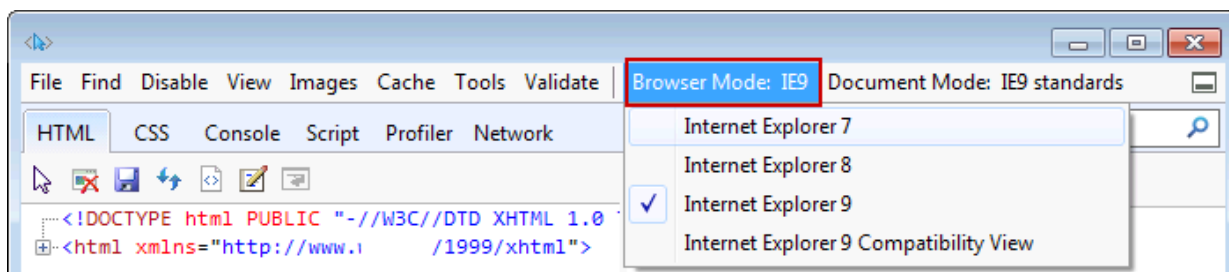 File Find Disable View Images Cache Tools Validate Browser Mode: IE9 Document Mode: IE9 standards
HTML CSS Console Script Profiler Network
Internet Explorer 7
Internet Explorer 8
Internet Explorer 9
Internet Explorer 9 Compatibility View
<!DOCTYPE html PUBLIC "-//W3C//DTD XHTML 1.0
<html xmlns="http://www. /1999/xhtml">